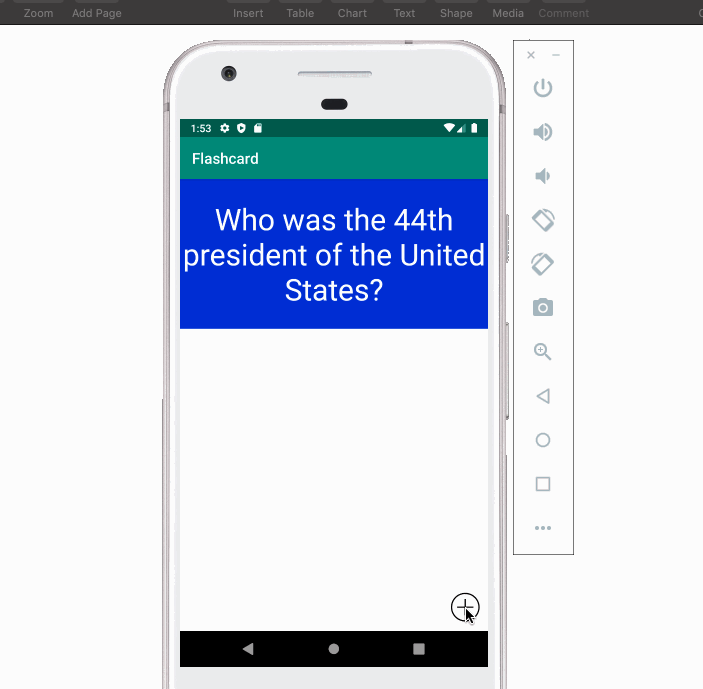 Zoom Add Page Insert Table Chart Text Shape Media Comment
1:53
Flashcard
Who was the 44th
president of the United
States?